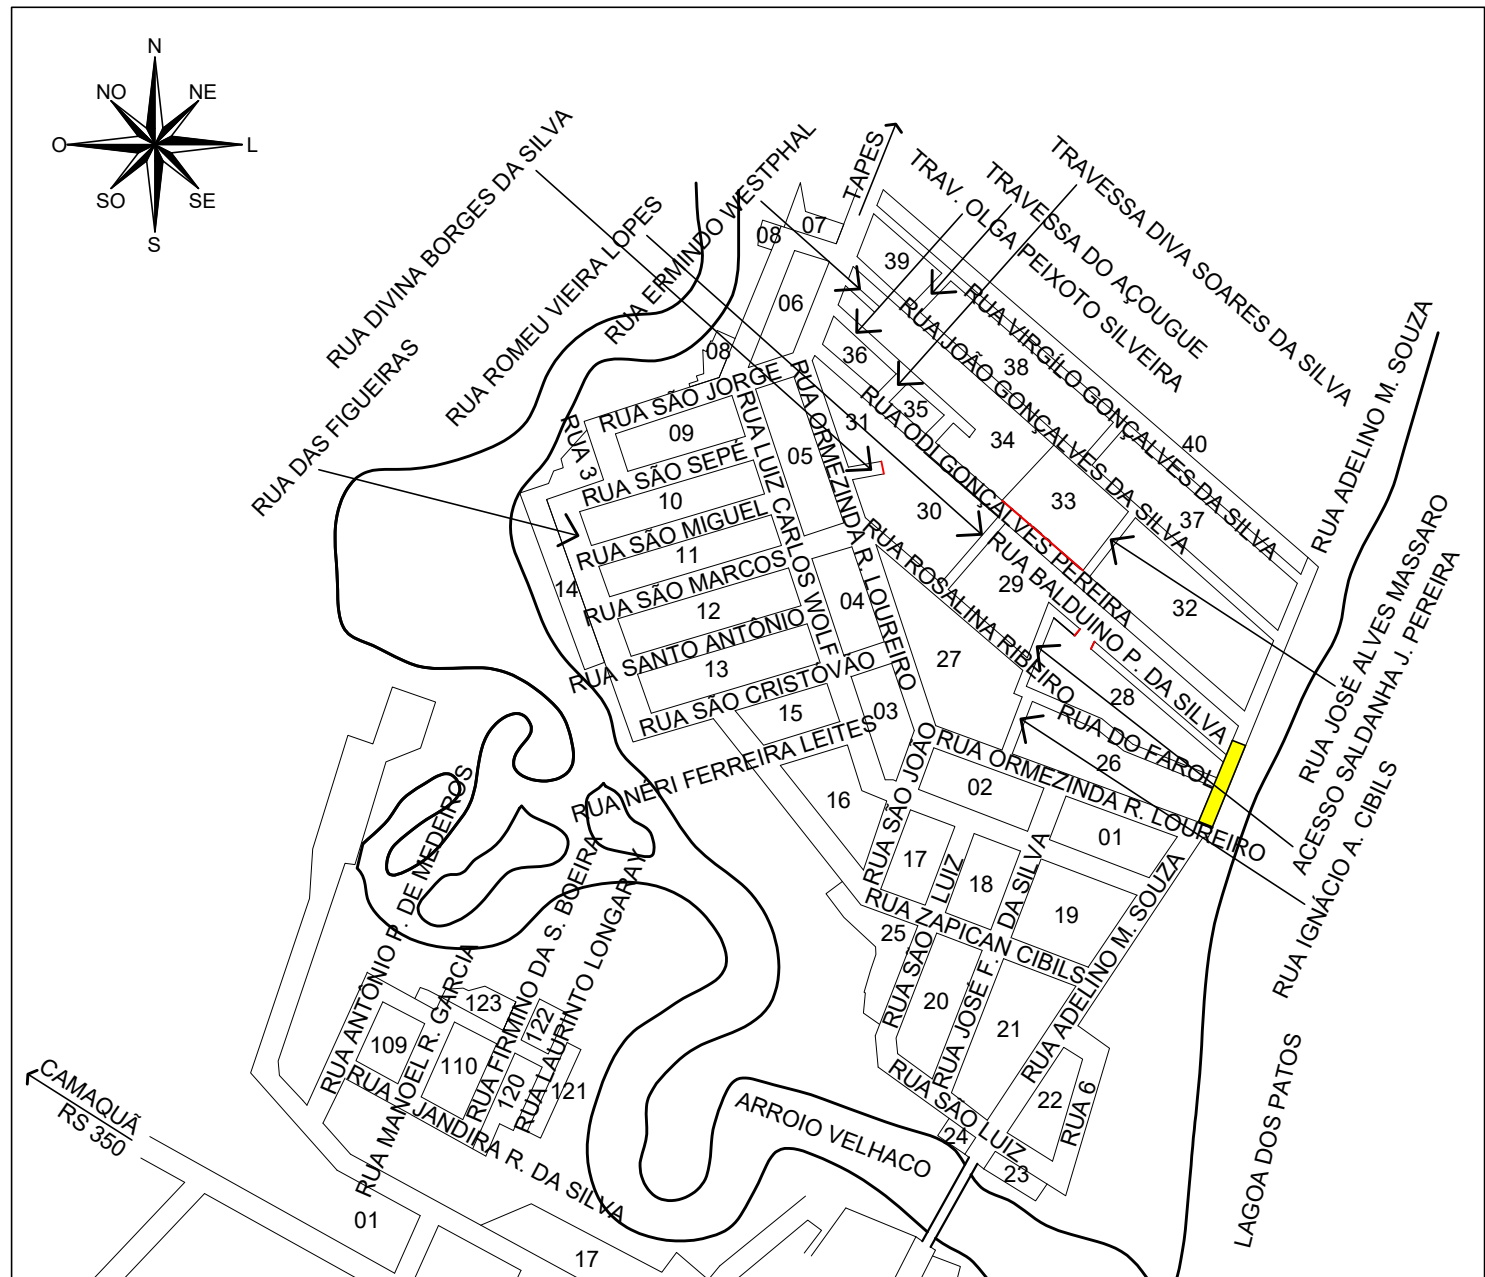 N
NO
NE
O
L
SO
SE
S
RUA DIVINA BORGES DA SILVA
RUA ROMEU VIEIRA LOPES
RUA ERMINDO WESTPHAL
RUA DAS FIGUEIRAS
TAPES
TRAV. OLGA PEIXOTO SILVEIRA
TRAVESSA DO AÇOUGUE
TRAVESSA DIVA SOARES DA SILVA
RUA VIRGÍLO GONÇALVES DA SILVA
RUA JOÃO GONÇALVES DA SILVA
RUA ODI GONÇALVES PEREIRA
RUA BALDUINO P. DA SILVA
RUA ROSALINA RIBEIRO
RUA DO FAROL
RUA ORMEZINDA R. LOUREIRO
RUA ORMEZINDA R. LOUREIRO
RUA ADELINO M. SOUZA
RUA JOSÉ ALVES MASSARO
ACESSO SALDANHA J. PEREIRA
RUA IGNÁCIO A. CIBILS
LAGOA DOS PATOS
07
08
06
08
39
38
40
36
35
34
31
33
37
30
32
29
28
27
26
RUA SÃO JORGE
09
RUA SÃO SEPÉ
10
RUA SÃO MIGUEL
11
RUA SÃO MARCOS
12
RUA SANTO ANTÔNIO
13
RUA SÃO CRISTOVÃO
15
RUA NÉRI FERREIRA LEITES
RUA 3
14
RUA LUIZ CARLOS WOLF
05
04
03
16
RUA SÃO JOÃO
02
01
17
18
19
RUA ZAPICAN CIBILS
25
RUA SÃO LUIZ
RUA JOSÉ F. DA SILVA
RUA ADELINO M. SOUZA
20
21
22
RUA 6
RUA SÃO LUIZ
24
23
ARROIO VELHACO
RUA ANTÔNIO P. DE MEDEIROS
RUA MANOEL R. GARCIA
RUA FIRMINO DA S. BOEIRA
RUA LAURINTO LONGARAY
123
122
109
110
120
121
RUA JANDIRA R. DA SILVA
CAMAQUÃ
RS 350
01
17